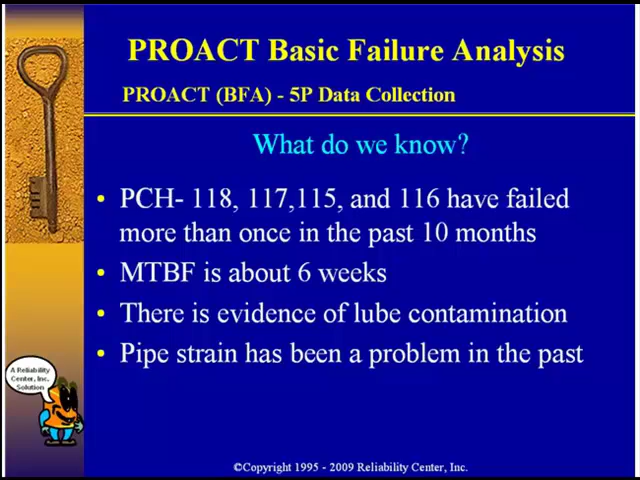 PROACT Basic Failure Analysis
PROACT (BFA) - 5P Data Collection
What do we know?
• PCH- 118, 117,115, and 116 have failed
more than once in the past 10 months
• MTBF is about 6 weeks
• There is evidence of lube contamination
• Pipe strain has been a problem in the past
A Reliability
Center, Inc.
Solution
©Copyright 1995 - 2009 Reliability Center, Inc.